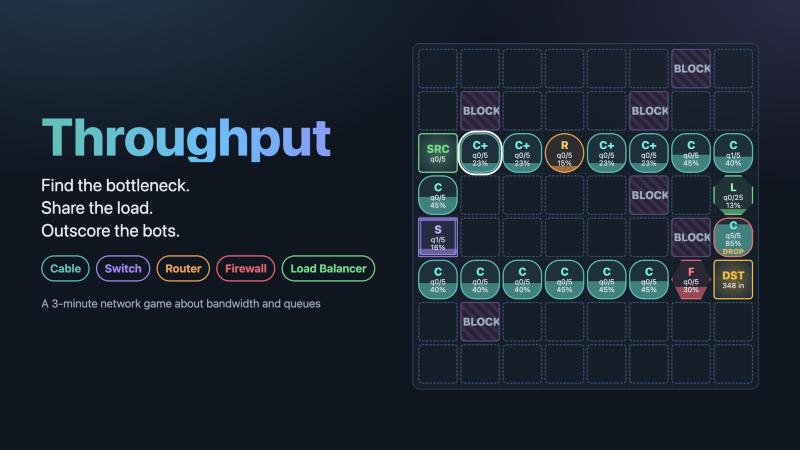 Throughput
Find the bottleneck.
Share the load.
Outscore the bots.
Cable Switch Router Firewall Load Balancer
A 3-minute network game about bandwidth and queues
BLOCK
BLOCK BLOCK
SRC C+ C+ R C+ C+ C C
q0/5 q0/5 q0/5 q0/6 q0/5 q0/5 q0/5 q1/5
23% 23% 15% 23% 23% 45% 40%
C BLOCK L
q0/5 q0/25
45% 13%
S BLOCK C
q1/5 q5/5
16% 85%
DROP
C C C C C C F DST
q0/5 q0/5 q0/5 q0/5 q0/5 q0/5 q0/5 348 in
40% 40% 40% 45% 45% 45% 30%
BLOCK